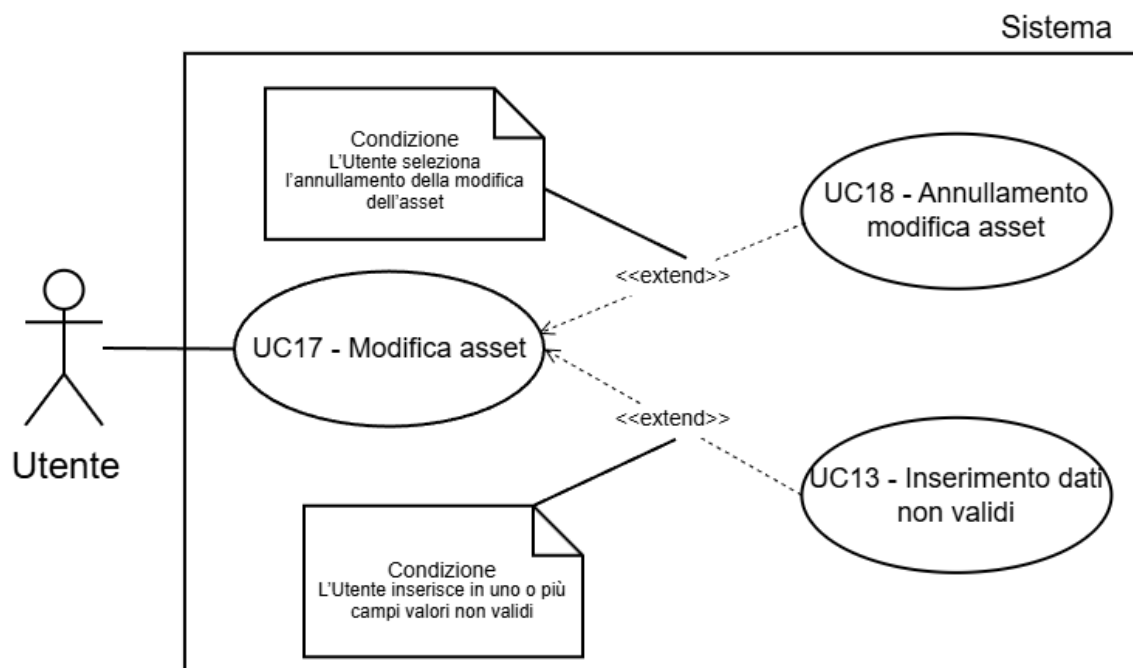 Sistema
Condizione
L'Utente seleziona
l'annullamento della modifica
dell'asset
UC18 - Annullamento
modifica asset
<<extend>>
UC17 - Modifica asset
<<extend>>
Utente
UC13 - Inserimento dati
non validi
Condizione
L'Utente inserisce in uno o più
campi valori non validi